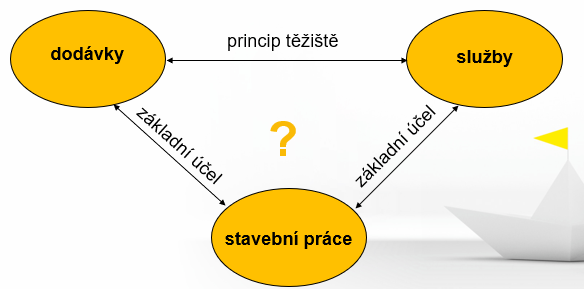 dodávky
princip těžiště
služby
základní účel
?
základní účel
stavební práce